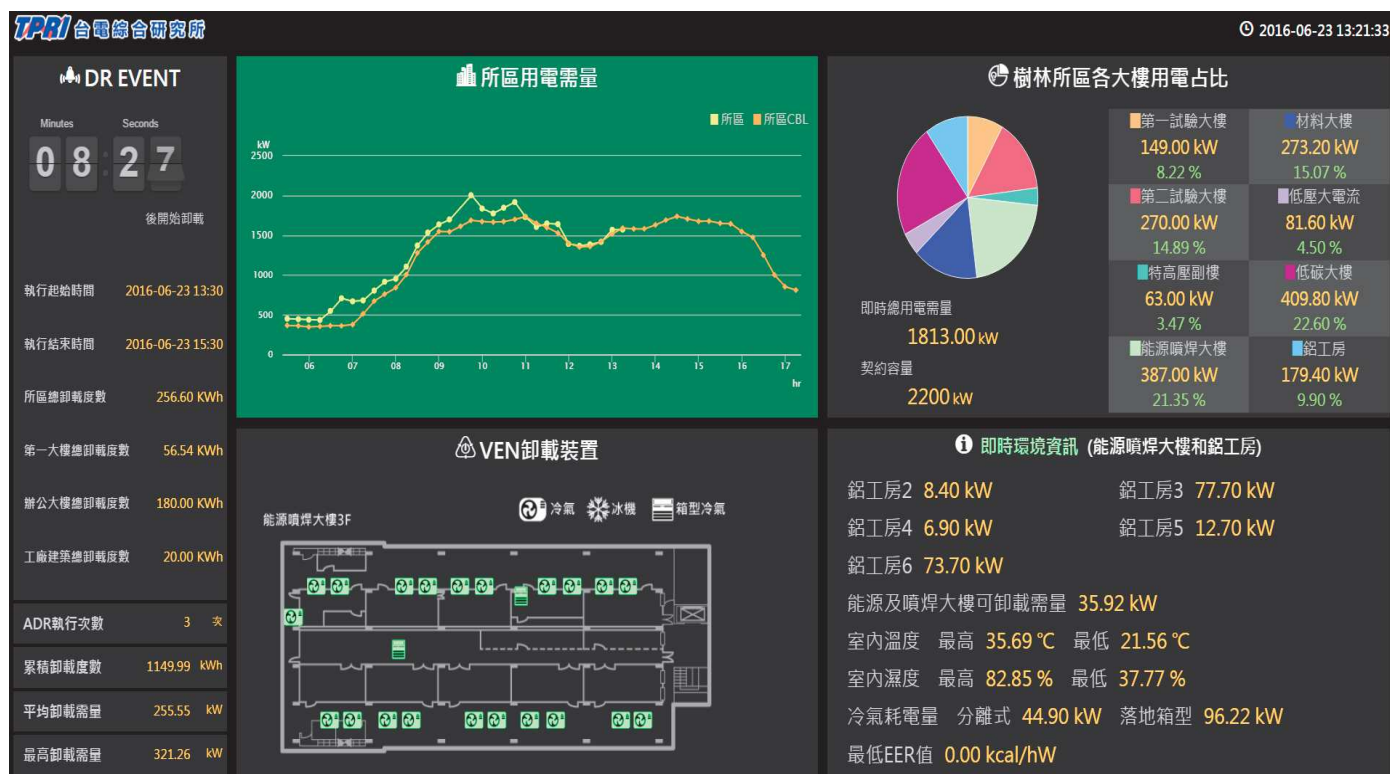 TPRI 台電綜合研究所
2016-06-23 13:21:33
DR EVENT
Minutes Seconds
08:27
後開始卸載
執行起始時間 2016-06-23 13:30
執行結束時間 2016-06-23 15:30
所區總卸載度數 256.60 KWh
第一大樓總卸載度數 56.54 KWh
辦公大樓總卸載度數 180.00 KWh
工廠建築總卸載度數 20.00 KWh
ADR執行次數 3 次
累積卸載度數 1149.99 kWh
平均卸載需量 255.55 kW
最高卸載需量 321.26 kW
所區用電需量
所區 所區CBL
kW
2500
2000
1500
1000
500
0
06 07 08 09 10 11 12 13 14 15 16 17
hr
樹林所區各大樓用電占比
即時總用電需量
1813.00 kW
契約容量
2200 kW
第一試驗大樓 材料大樓
149.00 kW 273.20 kW
8.22 % 15.07 %
第二試驗大樓 低壓大電流
270.00 kW 81.60 kW
14.89 % 4.50 %
特高壓副樓 低碳大樓
63.00 kW 409.80 kW
3.47 % 22.60 %
能源噴焊大樓 鋁工房
387.00 kW 179.40 kW
21.35 % 9.90 %
VEN卸載裝置
能源噴焊大樓3F
冷氣 冰機 箱型冷氣
即時環境資訊 (能源噴焊大樓和鋁工房)
鋁工房2 8.40 kW 鋁工房3 77.70 kW
鋁工房4 6.90 kW 鋁工房5 12.70 kW
鋁工房6 73.70 kW
能源及噴焊大樓可卸載需量 35.92 kW
室內溫度 最高 35.69 ℃ 最低 21.56 ℃
室內濕度 最高 82.85 % 最低 37.77 %
冷氣耗電量 分離式 44.90 kW 落地箱型 96.22 kW
最低EER值 0.00 kcal/hW